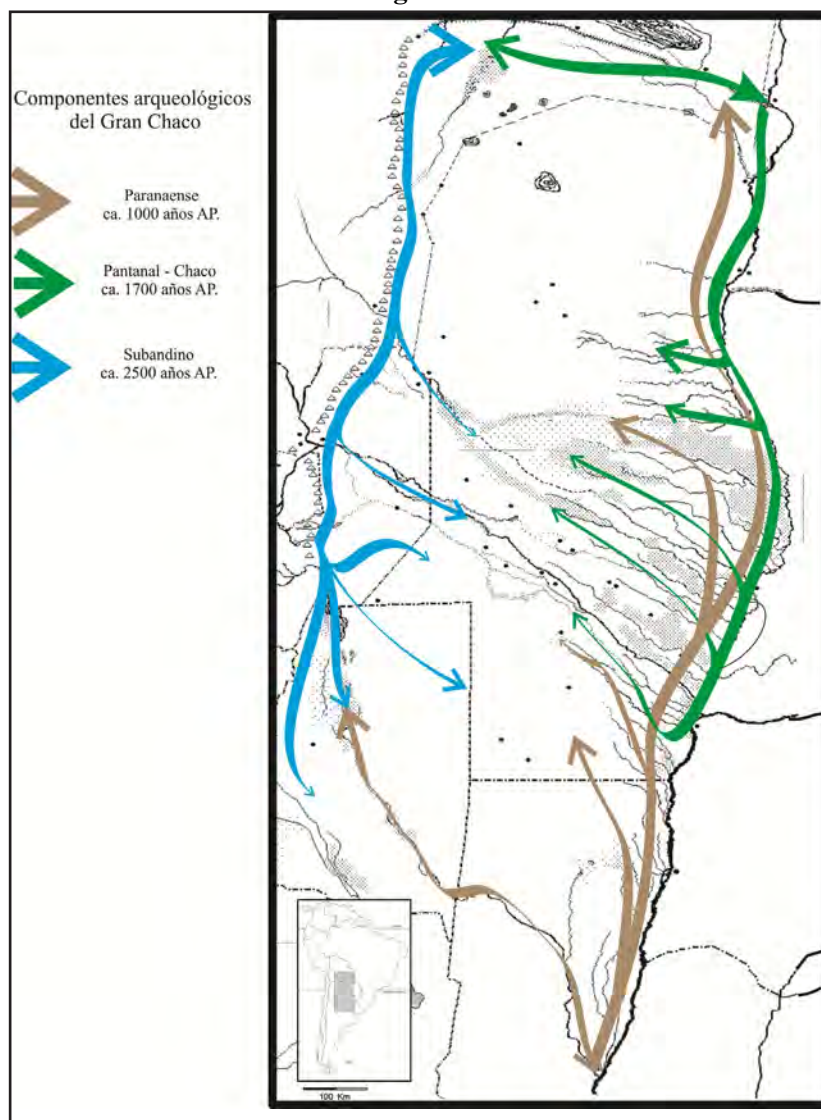 Componentes arqueológicos
del Gran Chaco
Paranaense
ca. 1000 años AP.
Pantanal - Chaco
ca. 1700 años AP.
Subandino
ca. 2500 años AP.
100 Km